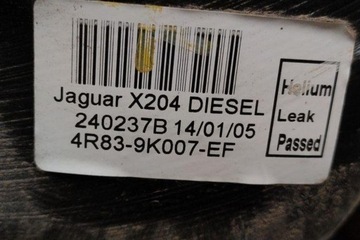 Jaguar X204 DIESEL
240237B 14/01/05
4R83-9K007-EF
Helium
Leak
Passed